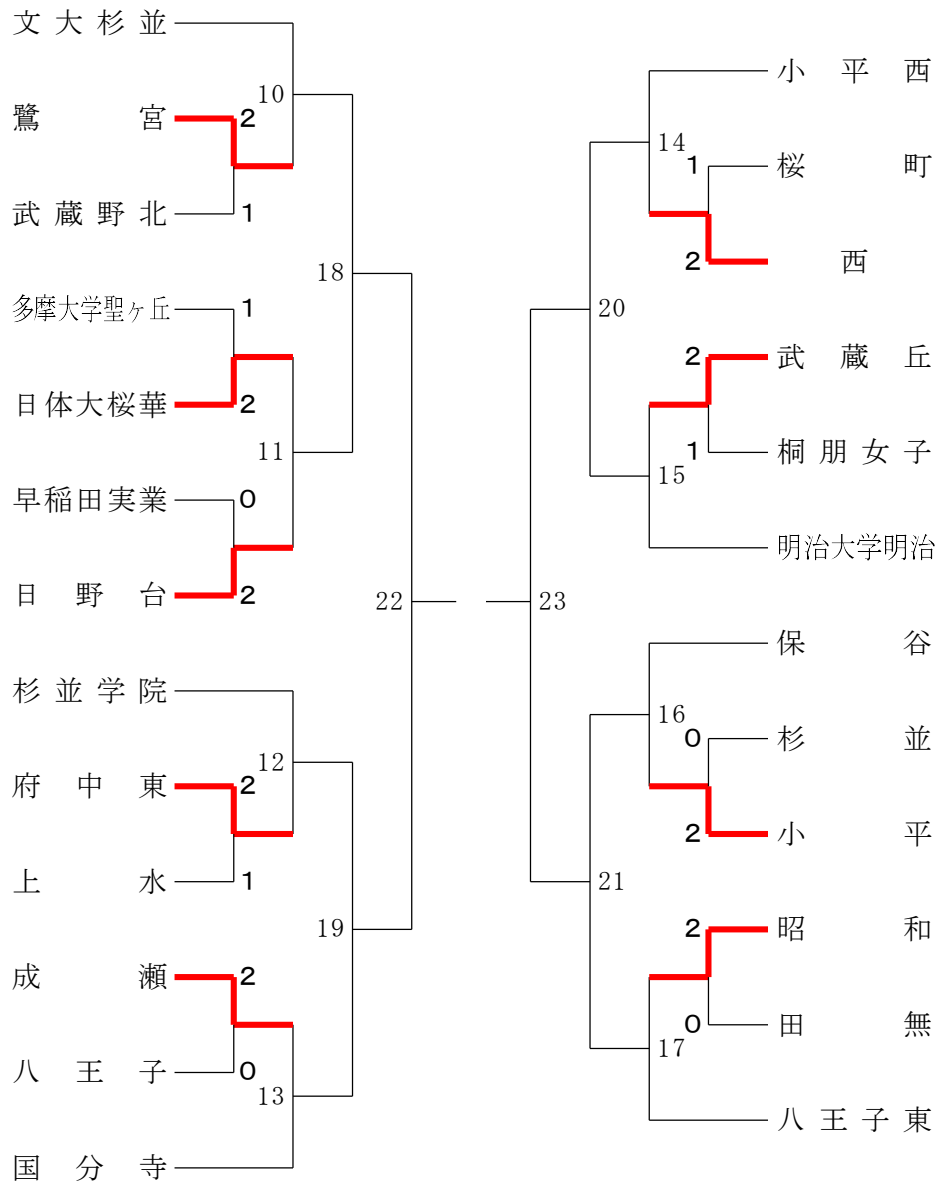 文大杉並
10
鷺宮
2
武蔵野北
1
18
多摩大学聖ヶ丘
1
日体大桜華
2
11
早稲田実業
0
日野台
2
22
杉並学院
12
府中東
2
上水
1
19
成瀬
2
八王子
0
13
国分寺
小平西
14
1
桜町
2
西
20
2
武蔵丘
1
桐朋女子
15
明治大学明治
23
保谷
16
0
杉並
2
小平
21
2
昭和
0
田無
17
八王子東